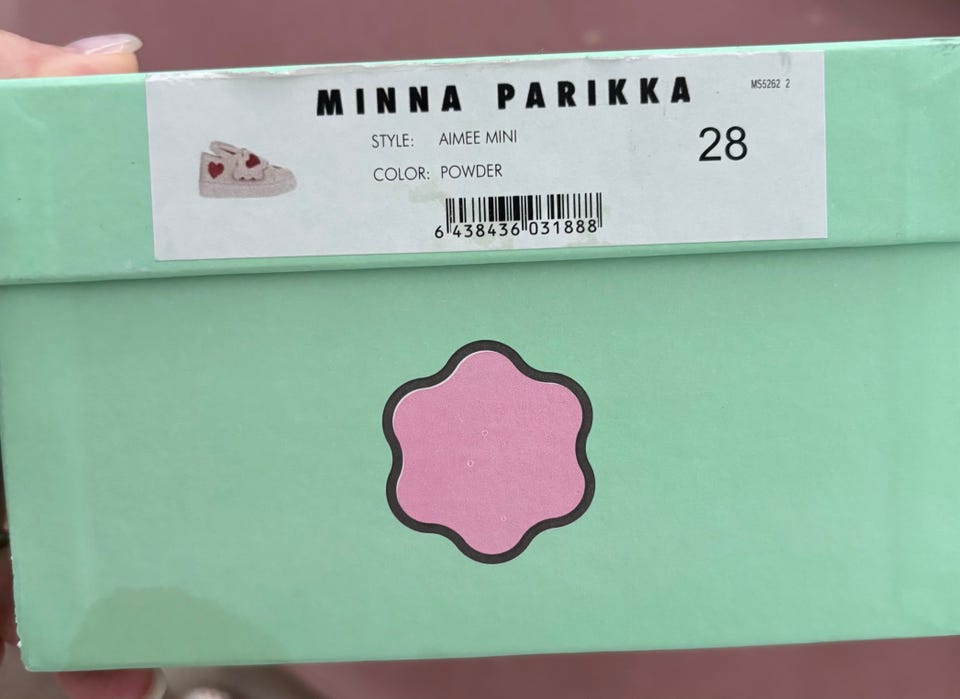 MINNA PARIKKA
MS5262 2
STYLE: AIMEE MINI
28
COLOR: POWDER
6 438436 031888